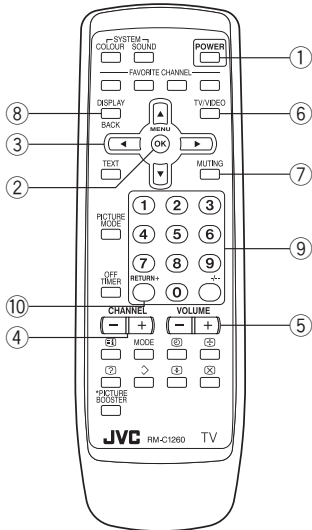 SYSTEM
COLOUR SOUND
POWER
1
FAVORITE CHANNEL
8
DISPLAY
TV/VIDEO
6
BACK
MENU
3
OK
2
TEXT
MUTING
7
1 2 3
PICTURE
MODE
4 5 6
9
7 8 9
OFF
TIMER
RETURN+
-/--
0
10
CHANNEL
VOLUME
- +
- +
5
4
MODE
?
*PICTURE
BOOSTER
JVC RM-C1260 TV